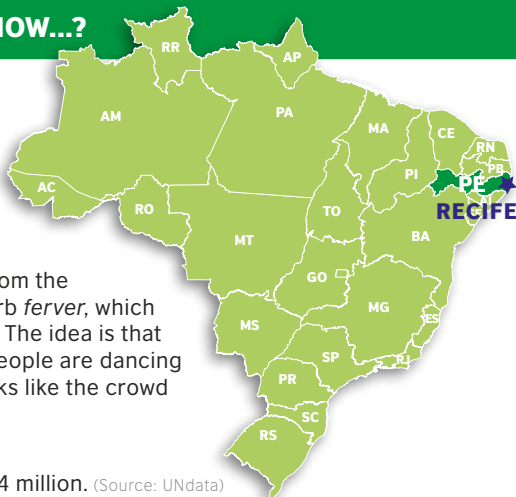 HOW...?
RR
AP
AM
PA
MA
CE
RN
PB
PI
PE
AC
RO
TO
RECIFE
BA
MT
GO
MG
ES
MS
SP
RJ
PR
SC
RS
om the
rb ferver, which
The idea is that
eople are dancing
ks like the crowd
4 million. (Source: UNdata)